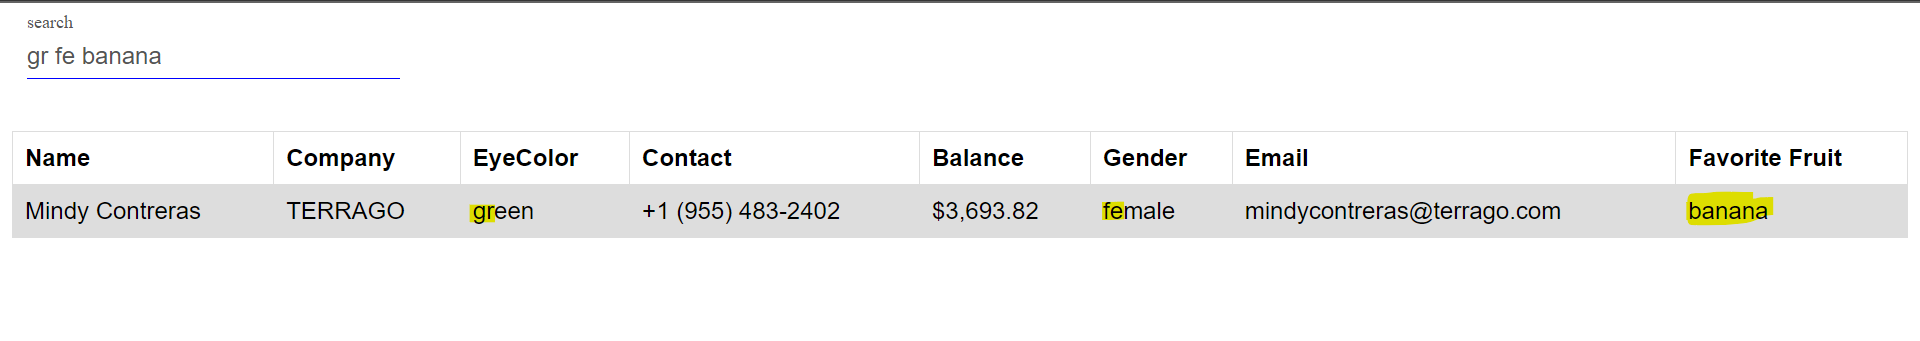 search
gr fe banana
Name Company EyeColor Contact Balance Gender Email Favorite Fruit
Mindy Contreras TERRAGO green +1 (955) 483-2402 $3,693.82 female mindycontreras@terrago.com banana